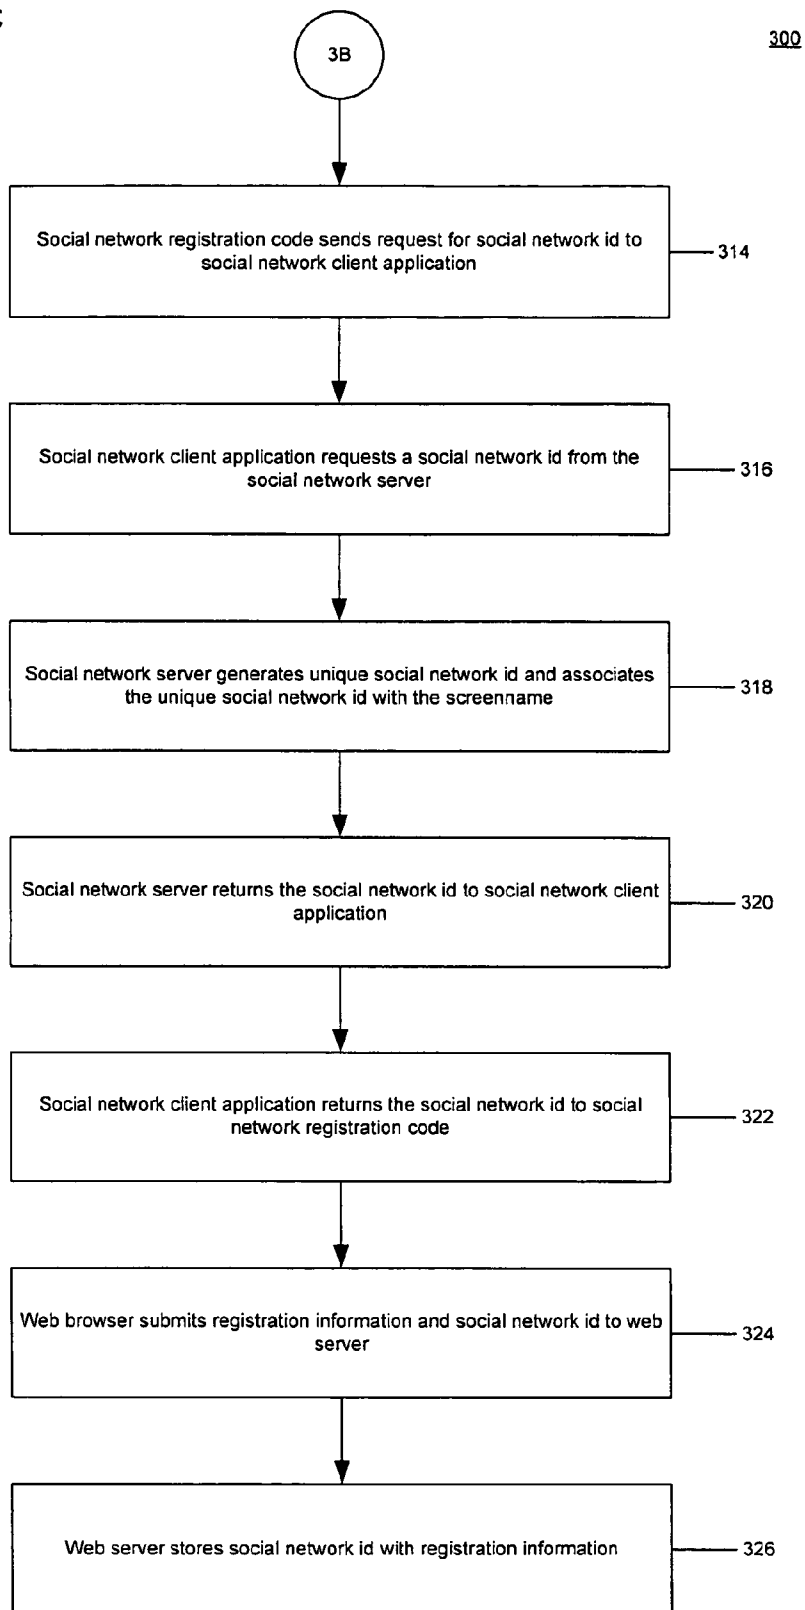 3B
300
Social network registration code sends request for social network id to
social network client application
314
Social network client application requests a social network id from the
social network server
316
Social network server generates unique social network id and associates
the unique social network id with the screenname
318
Social network server returns the social network id to social network client
application
320
Social network client application returns the social network id to social
network registration code
322
Web browser submits registration information and social network id to web
server
324
Web server stores social network id with registration information
326